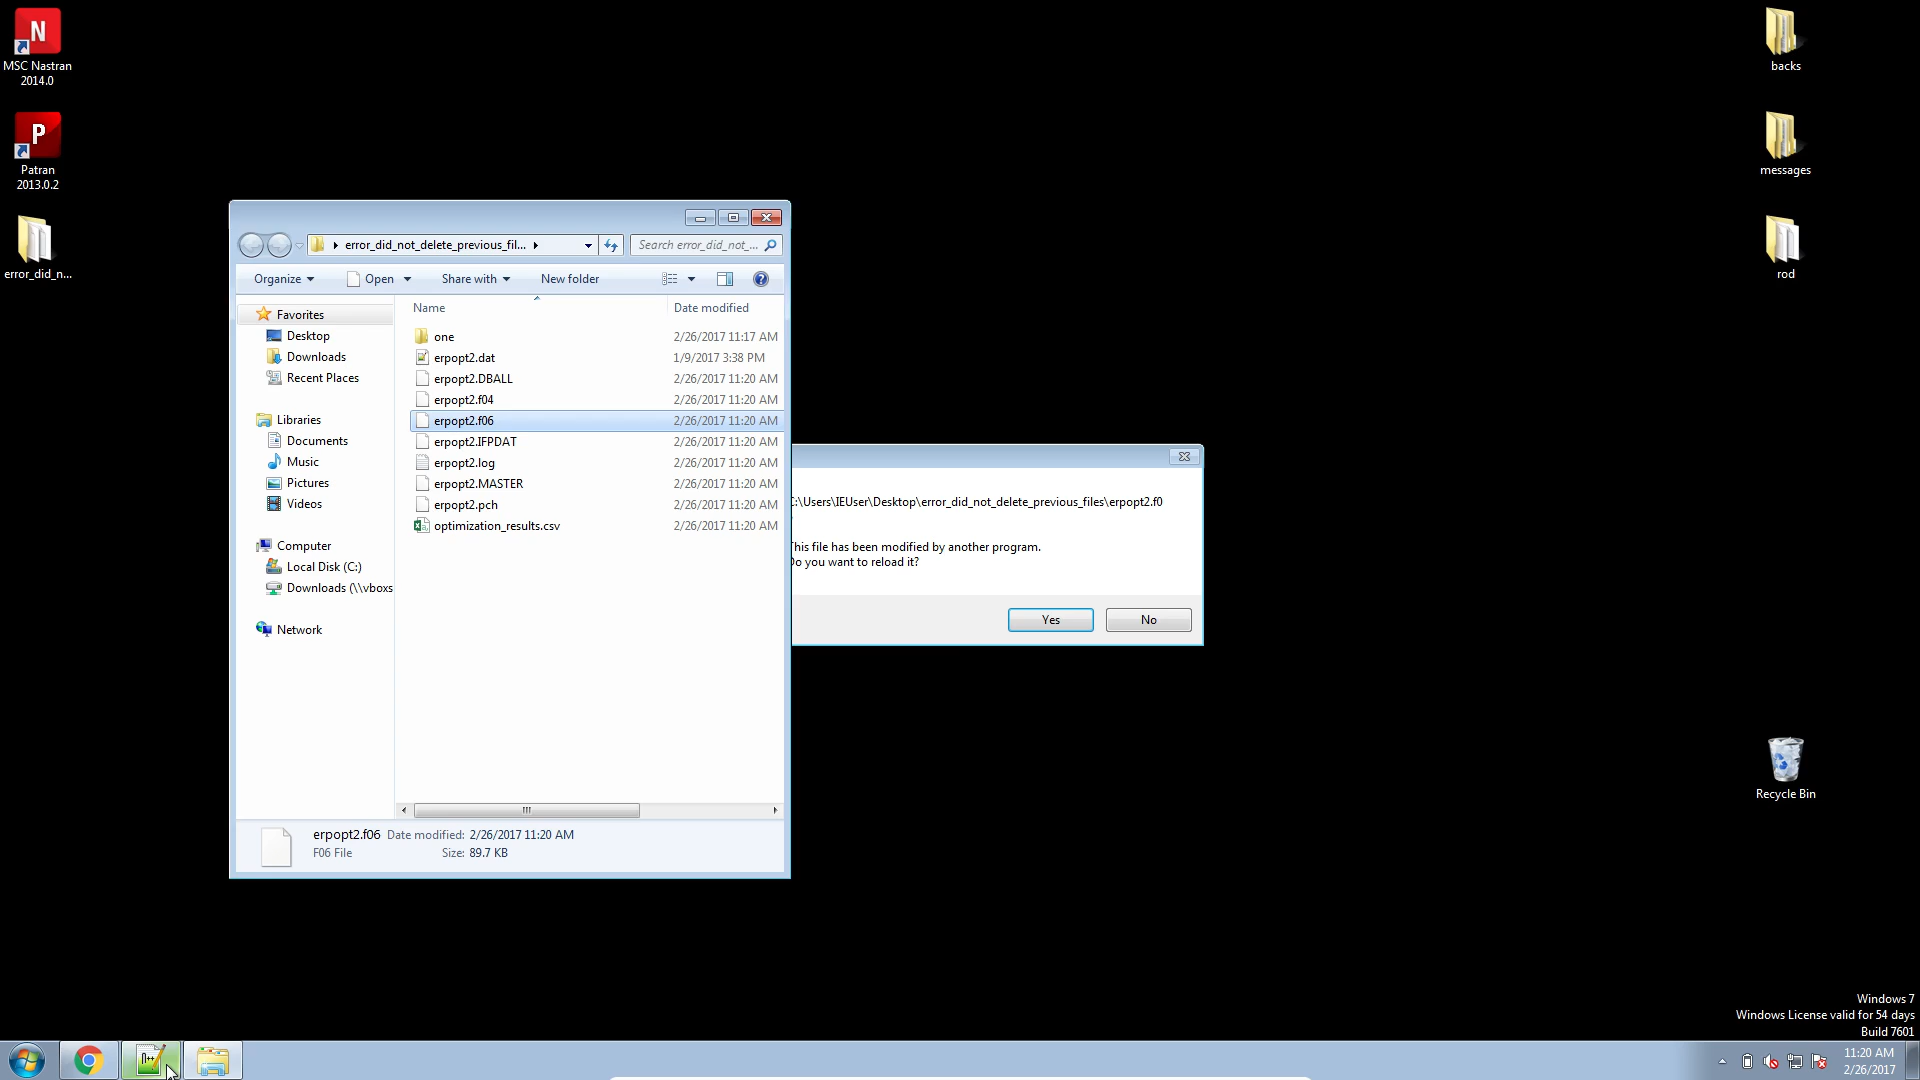 N
MSC Nastran
2014.0
P
Patran
2013.0.2
error_did_n...
backs
messages
rod
Recycle Bin
error_did_not_delete_previous_fil...
Search error_did_not_...
Organize
Open
Share with
New folder
Name
Date modified
Favorites
Desktop
Downloads
Recent Places
Libraries
Documents
Music
Pictures
Videos
Computer
Local Disk (C:)
Downloads (\\vboxs
Network
one 2/26/2017 11:17 AM
erpopt2.dat 1/9/2017 3:38 PM
erpopt2.DBALL 2/26/2017 11:20 AM
erpopt2.f04 2/26/2017 11:20 AM
erpopt2.f06 2/26/2017 11:20 AM
erpopt2.IFPDAT 2/26/2017 11:20 AM
erpopt2.log 2/26/2017 11:20 AM
erpopt2.MASTER 2/26/2017 11:20 AM
erpopt2.pch 2/26/2017 11:20 AM
optimization_results.csv 2/26/2017 11:20 AM
erpopt2.f06 Date modified: 2/26/2017 11:20 AM
F06 File Size: 89.7 KB
C:\Users\IEUser\Desktop\error_did_not_delete_previous_files\erpopt2.f0
This file has been modified by another program.
Do you want to reload it?
Yes
No
Windows 7
Windows License valid for 54 days
Build 7601
11:20 AM
2/26/2017